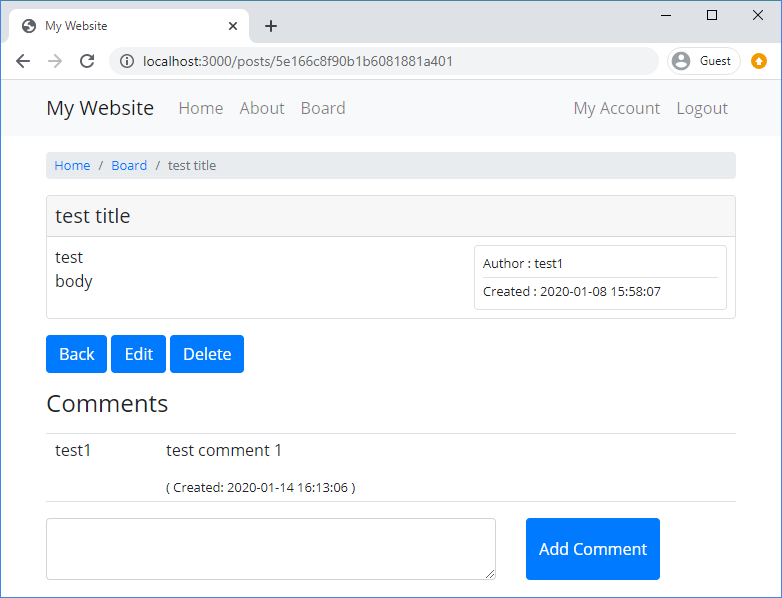 My Website
localhost:3000/posts/5e166c8f90b1b6081881a401
Guest
My Website Home About Board My Account Logout
Home / Board / test title
test title
test
body
Author : test1
Created : 2020-01-08 15:58:07
Back Edit Delete
Comments
test1 test comment 1
( Created: 2020-01-14 16:13:06 )
Add Comment